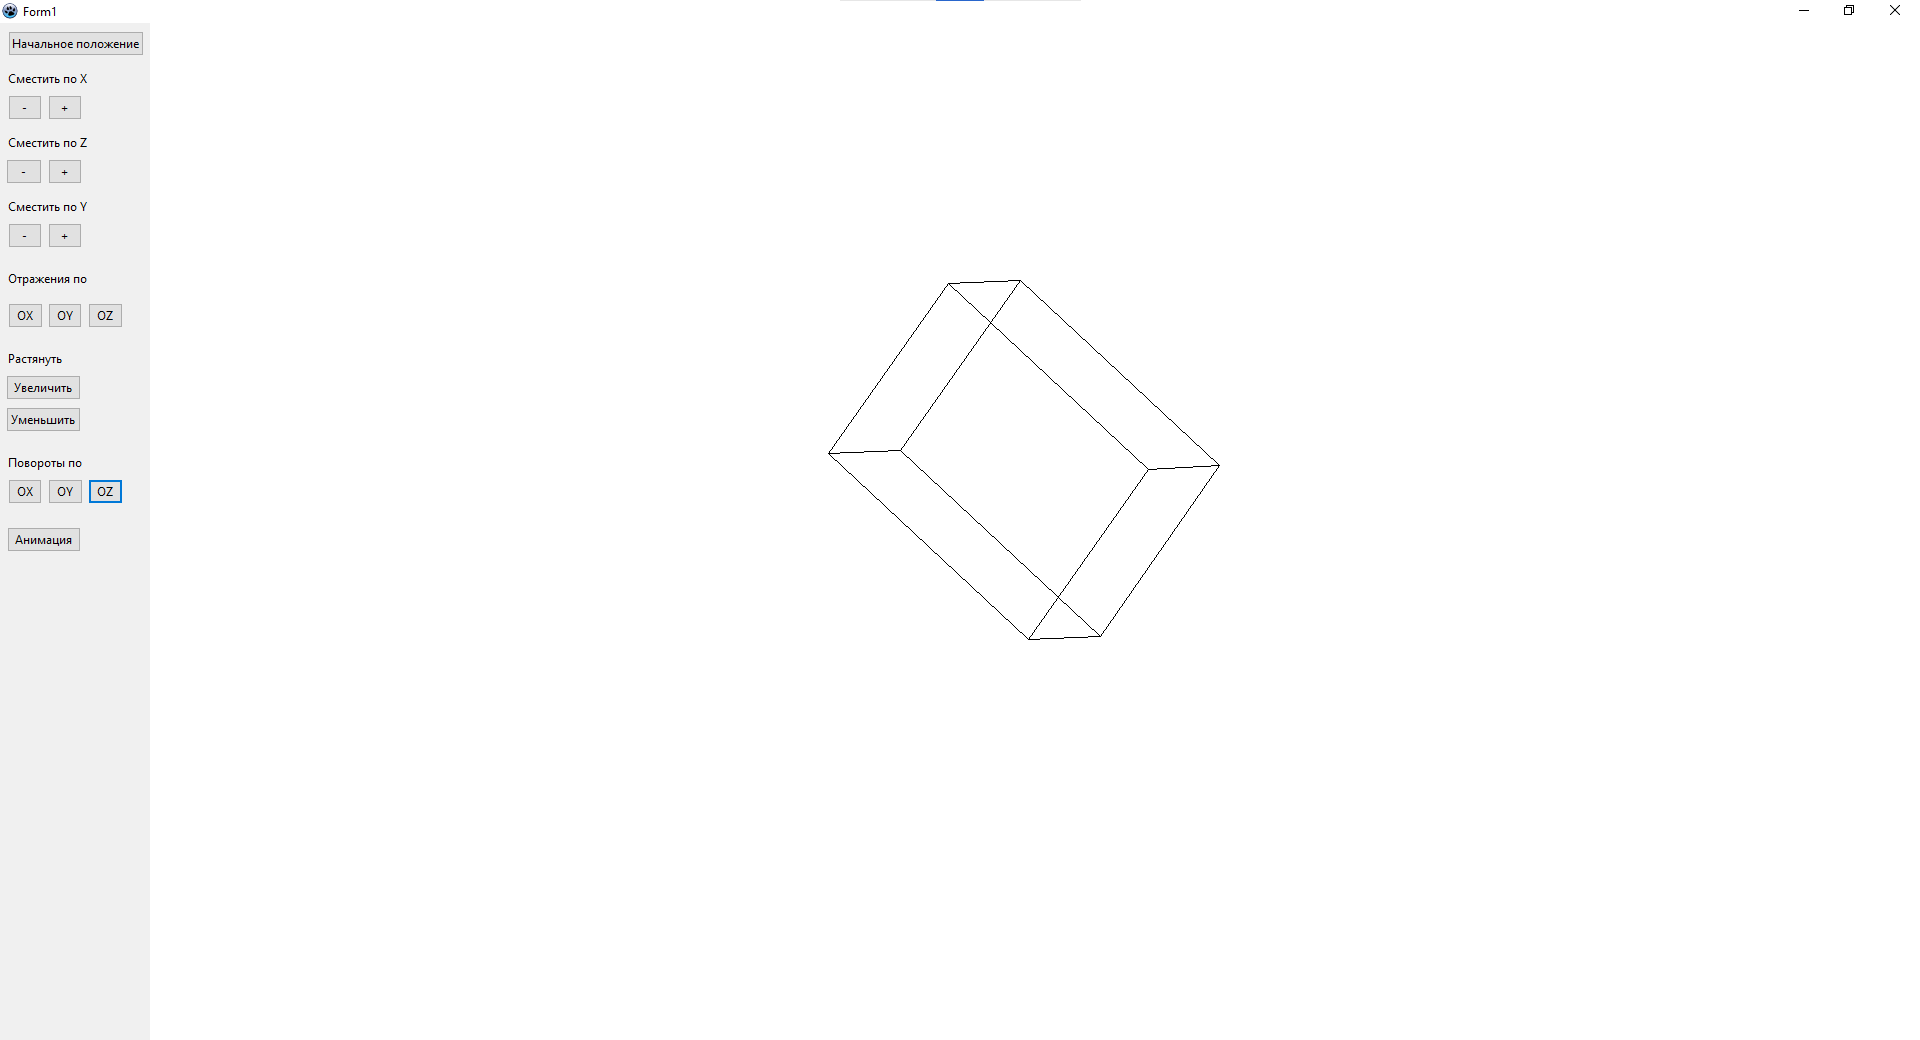 Form1
Начальное положение
Сместить по X
- +
Сместить по Z
- +
Сместить по Y
- +
Отражения по
OX OY OZ
Растянуть
Увеличить
Уменьшить
Повороты по
OX OY OZ
Анимация